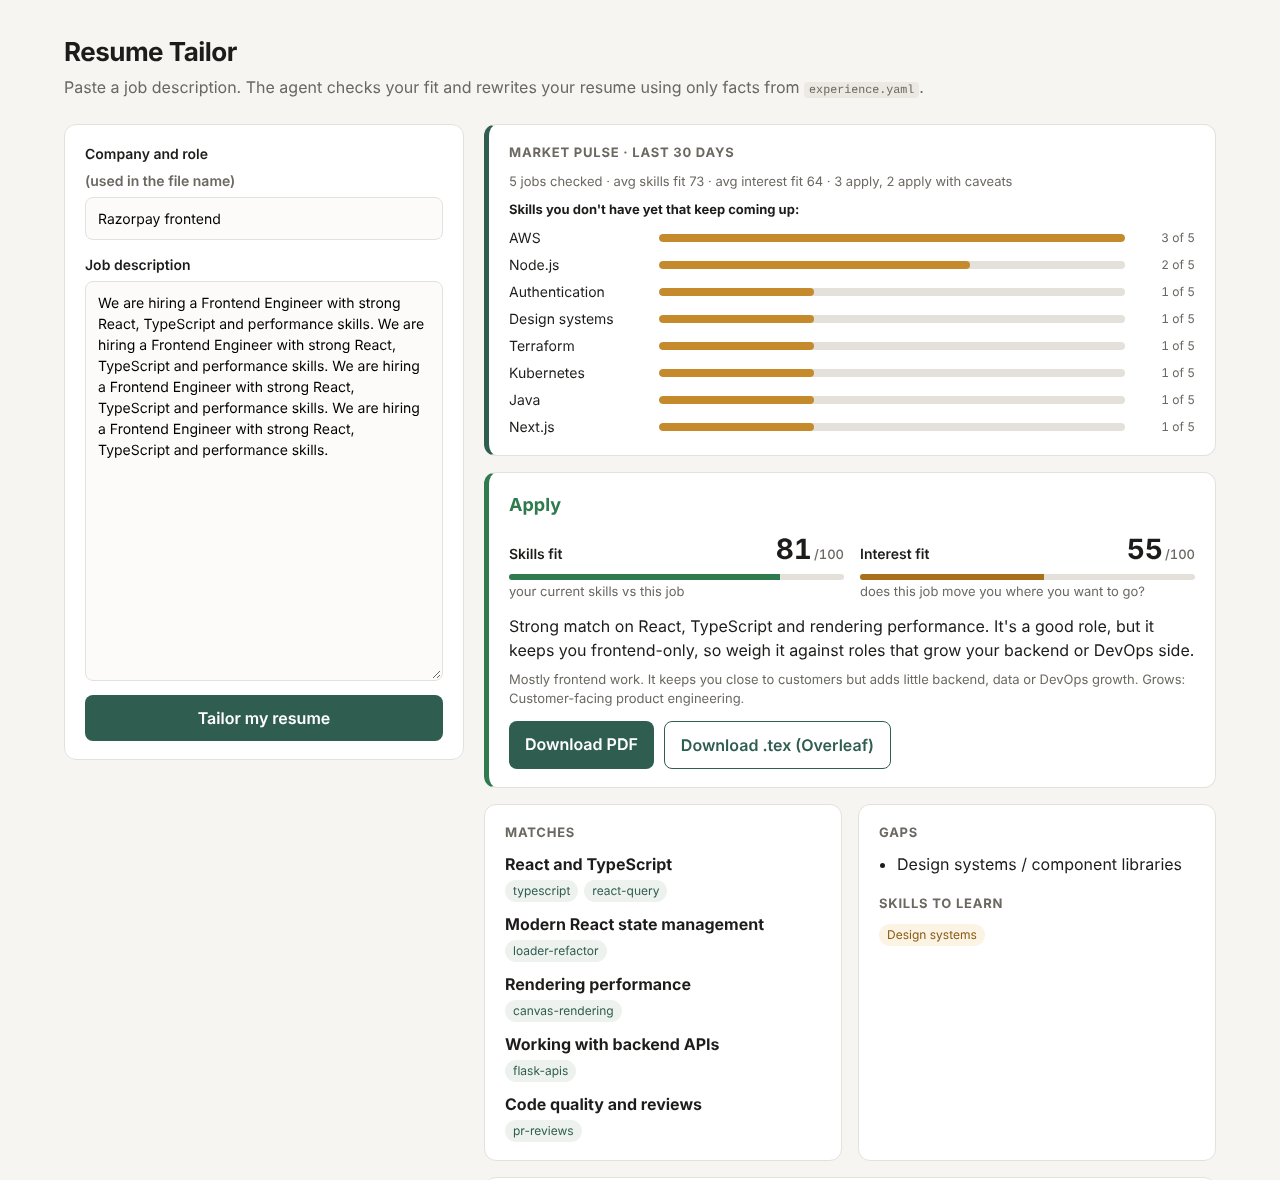 Resume Tailor
Paste a job description. The agent checks your fit and rewrites your resume using only facts from experience.yaml.
Company and role
(used in the file name)
Razorpay frontend
Job description
We are hiring a Frontend Engineer with strong
React, TypeScript and performance skills. We are
hiring a Frontend Engineer with strong React,
TypeScript and performance skills. We are hiring
a Frontend Engineer with strong React,
TypeScript and performance skills. We are hiring
a Frontend Engineer with strong React,
TypeScript and performance skills.
Tailor my resume
MARKET PULSE · LAST 30 DAYS
5 jobs checked · avg skills fit 73 · avg interest fit 64 · 3 apply, 2 apply with caveats
Skills you don't have yet that keep coming up:
AWS 3 of 5
Node.js 2 of 5
Authentication 1 of 5
Design systems 1 of 5
Terraform 1 of 5
Kubernetes 1 of 5
Java 1 of 5
Next.js 1 of 5
Apply
Skills fit 81 /100
your current skills vs this job
Interest fit 55 /100
does this job move you where you want to go?
Strong match on React, TypeScript and rendering performance. It's a good role, but it
keeps you frontend-only, so weigh it against roles that grow your backend or DevOps side.
Mostly frontend work. It keeps you close to customers but adds little backend, data or DevOps growth. Grows:
Customer-facing product engineering.
Download PDF
Download .tex (Overleaf)
MATCHES
React and TypeScript
typescript react-query
Modern React state management
loader-refactor
Rendering performance
canvas-rendering
Working with backend APIs
flask-apis
Code quality and reviews
pr-reviews
GAPS
• Design systems / component libraries
SKILLS TO LEARN
Design systems